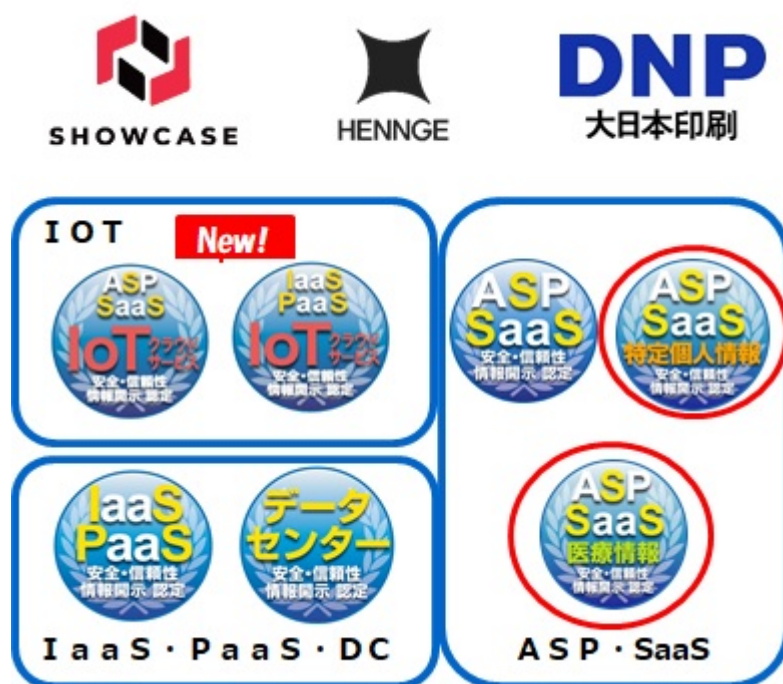 SHOWCASE
HENNGE
DNP
大日本印刷
IOT
New!
ASP
SaaS
IoTクラウドサービス
安全・信頼性
情報開示 認定
IaaS
PaaS
IoTクラウドサービス
安全・信頼性
情報開示 認定
IaaS
PaaS
安全・信頼性
情報開示 認定
データ
センター
安全・信頼性
情報開示 認定
IaaS・PaaS・DC
ASP
SaaS
安全・信頼性
情報開示 認定
ASP
SaaS
特定個人情報
安全・信頼性
情報開示 認定
ASP
SaaS
医療情報
安全・信頼性
情報開示 認定
ASP・SaaS